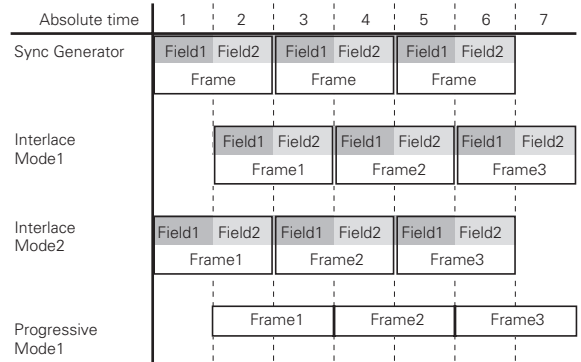 Absolute time 1 2 3 4 5 6 7
Sync Generator Field1 Field2 Field1 Field2 Field1 Field2
Frame Frame Frame
Interlace Mode1 Field1 Field2 Field1 Field2 Field1 Field2
Frame1 Frame2 Frame3
Interlace Mode2 Field1 Field2 Field1 Field2 Field1 Field2
Frame1 Frame2 Frame3
Progressive Mode1 Frame1 Frame2 Frame3